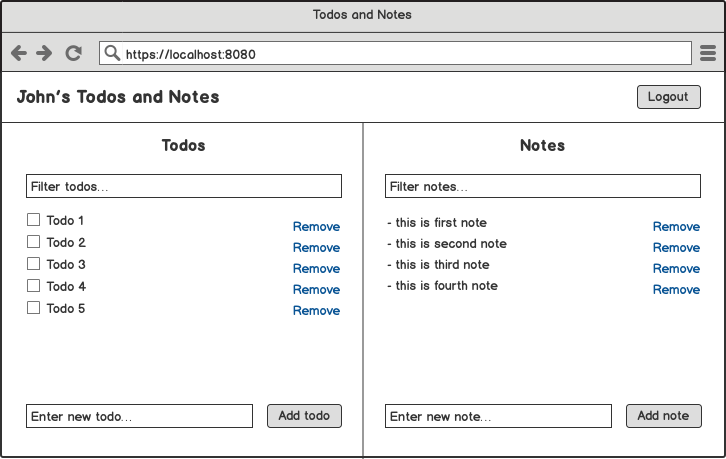 Todos and Notes
https://localhost:8080
John's Todos and Notes
Logout
Todos
Filter todos...
Todo 1 Remove
Todo 2 Remove
Todo 3 Remove
Todo 4 Remove
Todo 5 Remove
Enter new todo... Add todo
Notes
Filter notes...
- this is first note Remove
- this is second note Remove
- this is third note Remove
- this is fourth note Remove
Enter new note... Add note